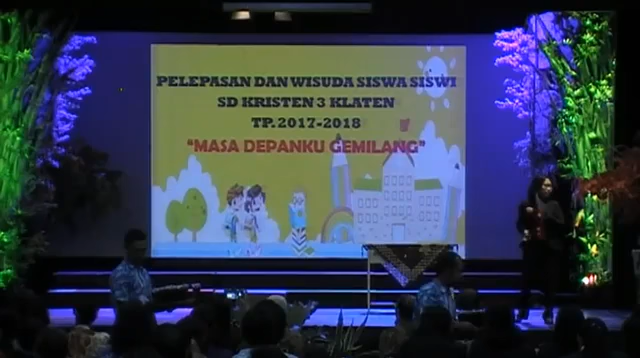 PELEPASAN DAN WISUDA SISWA SISWI
SD KRISTEN 3 KLATEN
TP. 2017-2018
"MASA DEPANKU GEMILANG"